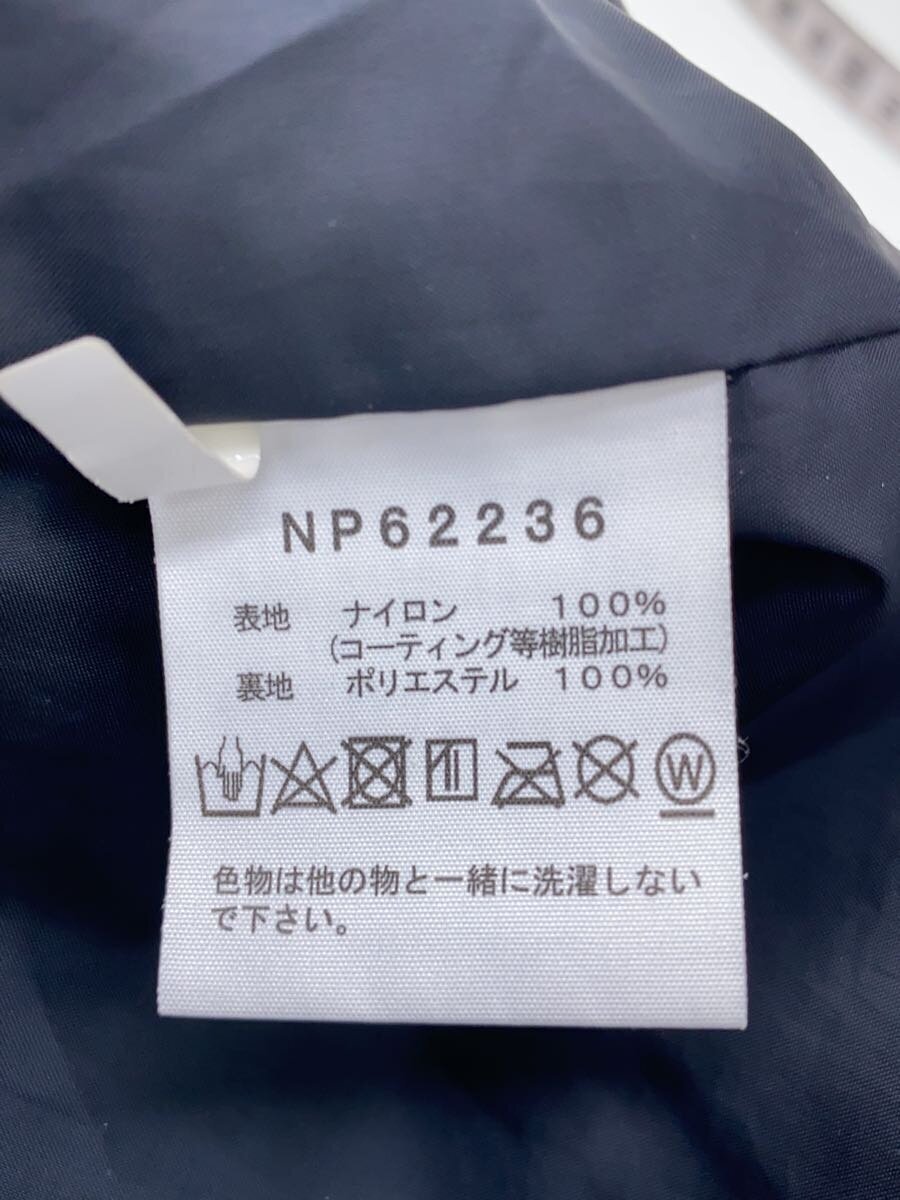 NP62236
表地 ナイロン 100%
(コーティング等樹脂加工)
裏地 ポリエステル 100%
W
色物は他の物と一緒に洗濯しない
で下さい。